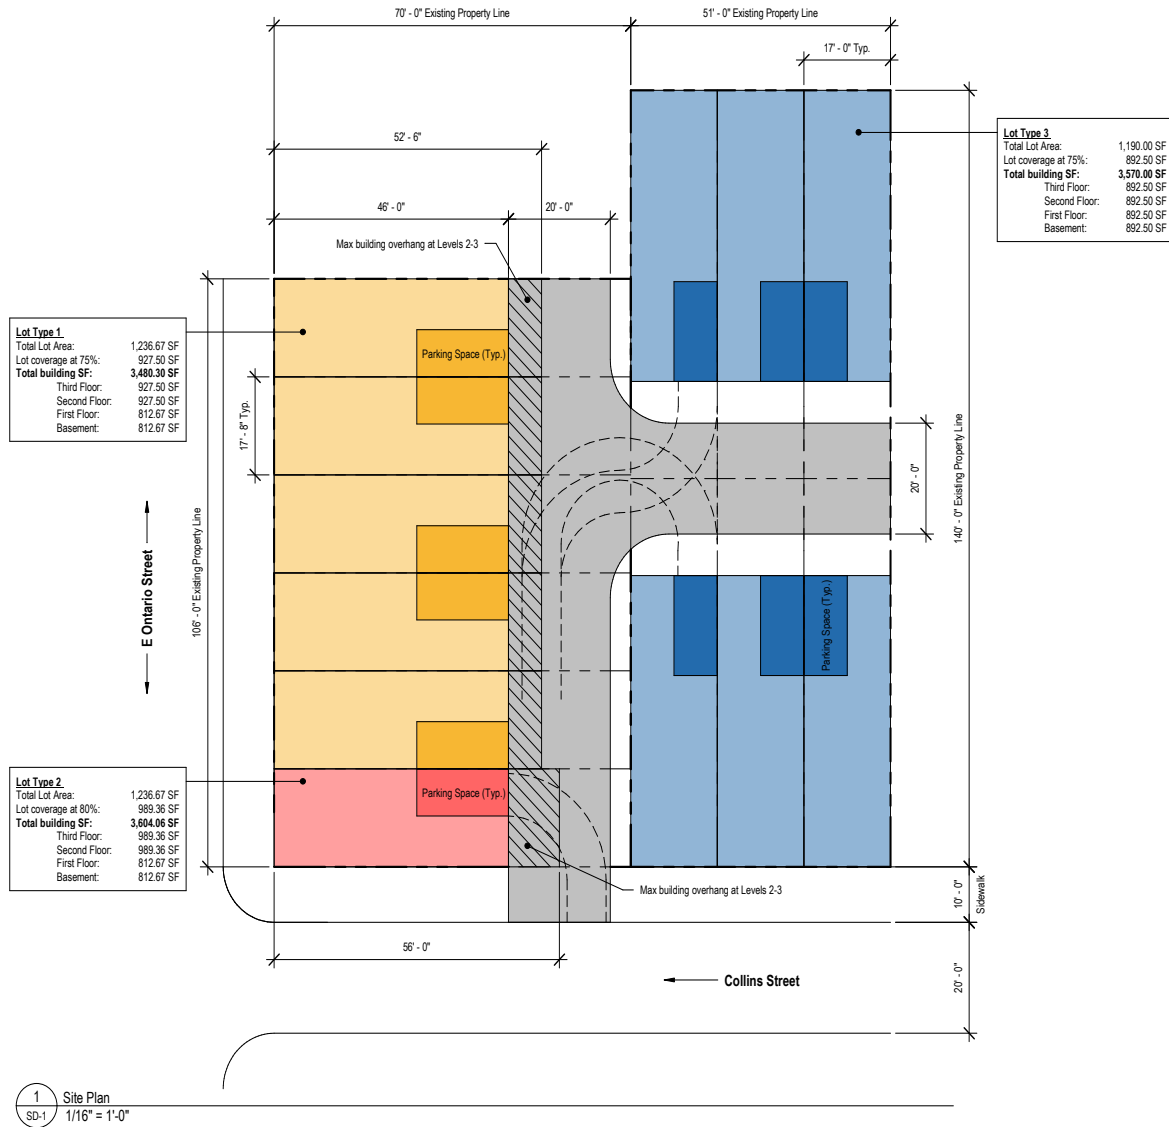 70' - 0" Existing Property Line
51' - 0" Existing Property Line
17' - 0" Typ.
52' - 6"
46' - 0"
20' - 0"
Max building overhang at Levels 2-3
Lot Type 3
Total Lot Area: 1,190.00 SF
Lot coverage at 75%: 892.50 SF
Total building SF: 3,570.00 SF
Third Floor: 892.50 SF
Second Floor: 892.50 SF
First Floor: 892.50 SF
Basement: 892.50 SF
Lot Type 1
Total Lot Area: 1,236.67 SF
Lot coverage at 75%: 927.50 SF
Total building SF: 3,480.30 SF
Third Floor: 927.50 SF
Second Floor: 927.50 SF
First Floor: 812.67 SF
Basement: 812.67 SF
Parking Space (Typ.)
17' - 8" Typ.
20' - 0"
140' - 0" Existing Property Line
106' - 0" Existing Property Line
E Ontario Street
Parking Space (Typ.)
Lot Type 2
Total Lot Area: 1,236.67 SF
Lot coverage at 80%: 989.36 SF
Total building SF: 3,604.06 SF
Third Floor: 989.36 SF
Second Floor: 989.36 SF
First Floor: 812.67 SF
Basement: 812.67 SF
Parking Space (Typ.)
Max building overhang at Levels 2-3
10' - 0"
Sidewalk
56' - 0"
Collins Street
20' - 0"
1
SD-1
Site Plan
1/16" = 1'-0"